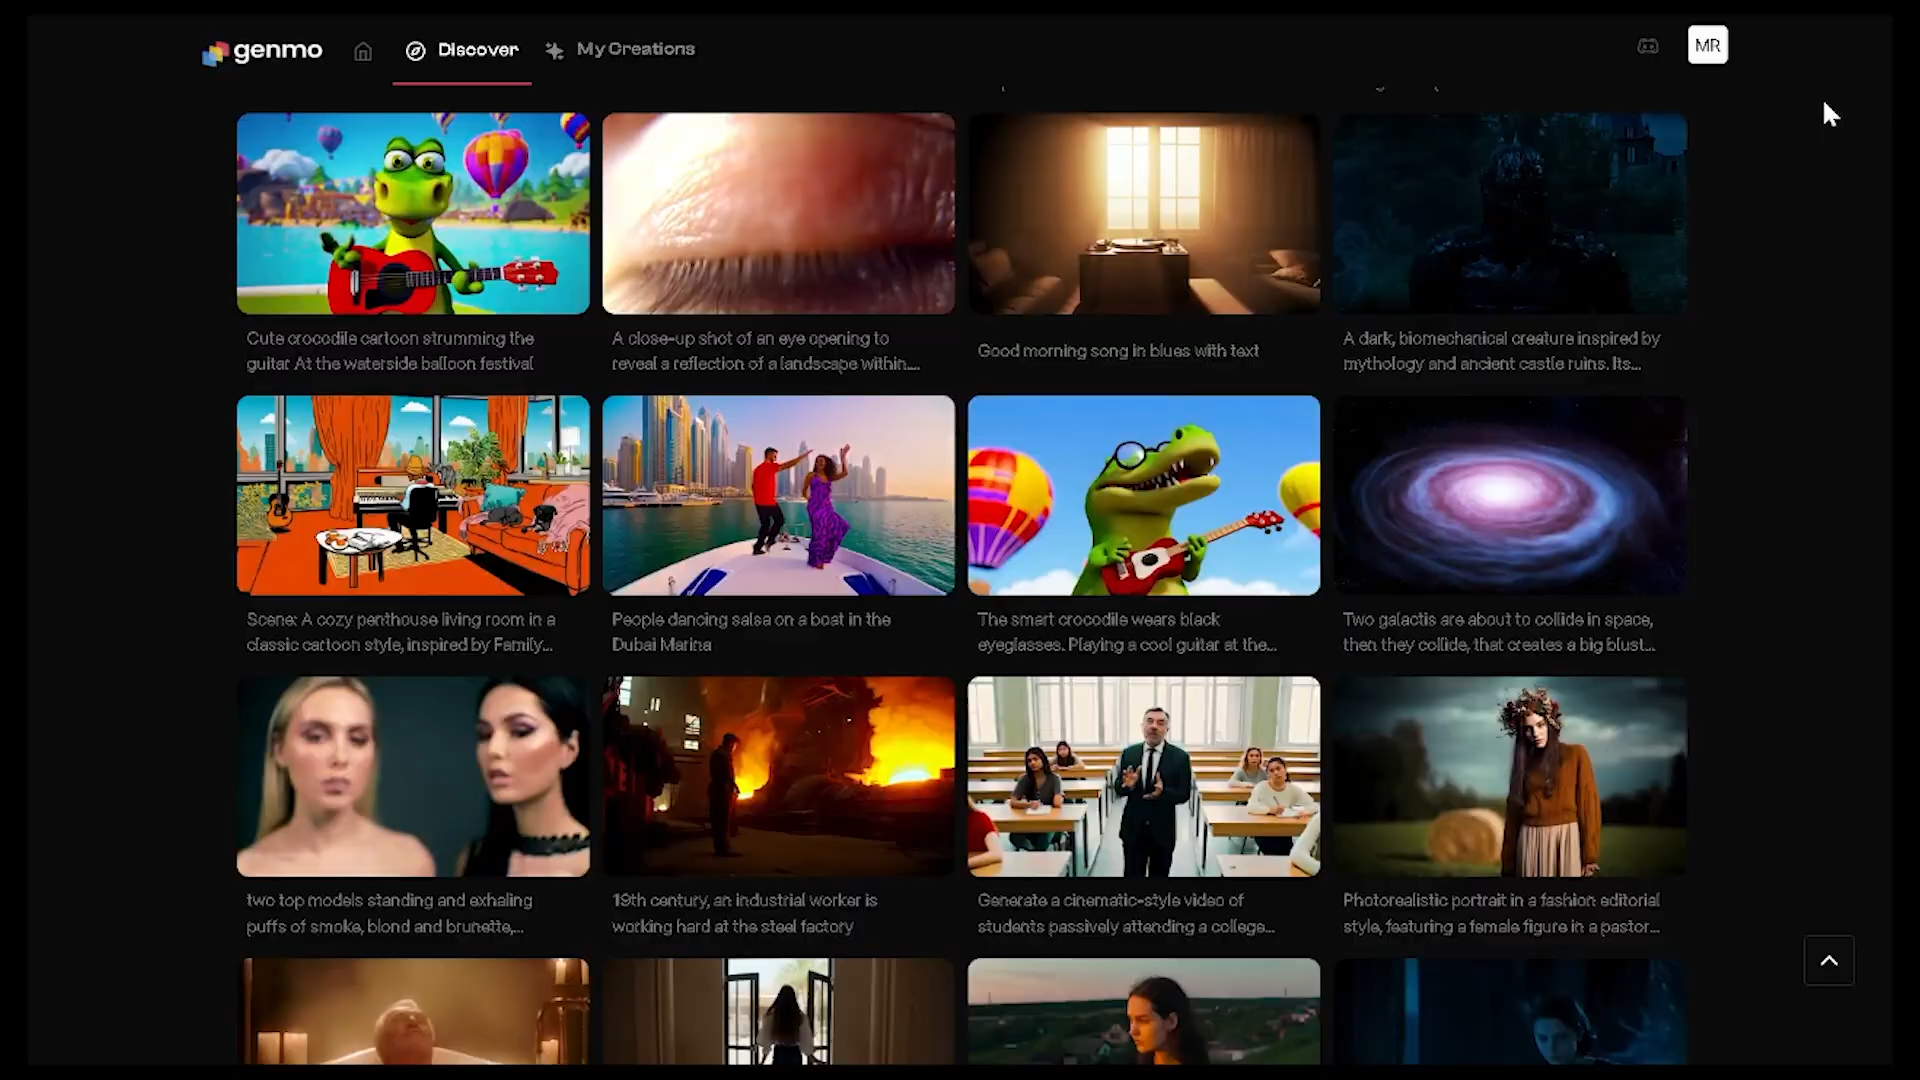 genmo
Discover
My Creations
MR
Cute crocodile cartoon strumming the
guitar At the waterside balloon festival
A close-up shot of an eye opening to
reveal a reflection of a landscape within....
Good morning song in blues with text
A dark, biomechanical creature inspired by
mythology and ancient castle ruins. Its...
Scene: A cozy penthouse living room in a
classic cartoon style, inspired by Family...
People dancing salsa on a boat in the
Dubai Marina
The smart crocodile wears black
eyeglasses. Playing a cool guitar at the...
Two galactis are about to collide in space,
then they collide, that creates a big blust...
two top models standing and exhaling
puffs of smoke, blond and brunette,...
19th century, an industrial worker is
working hard at the steel factory
Generate a cinematic-style video of
students passively attending a college...
Photorealistic portrait in a fashion editorial
style, featuring a female figure in a pastor...